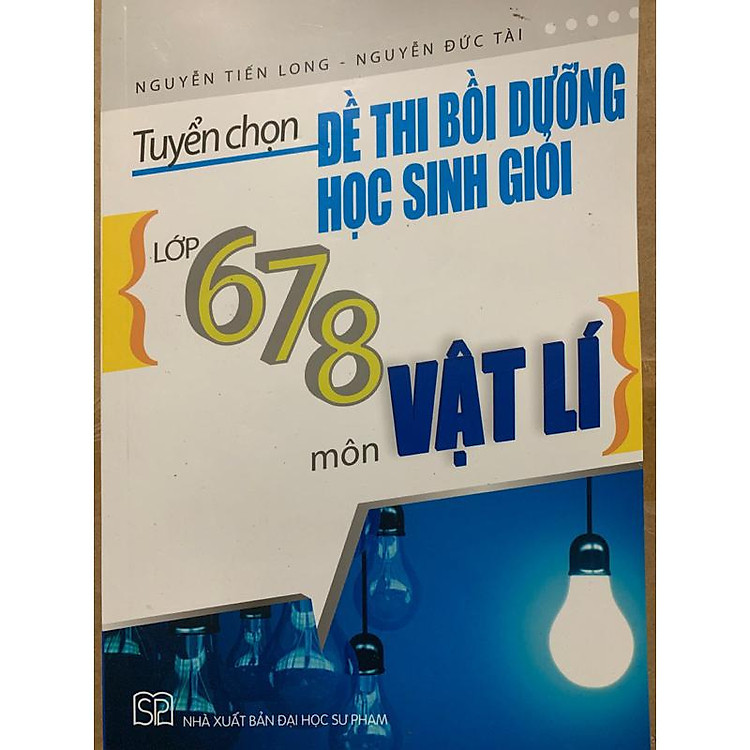 NGUYỄN TIẾN LONG - NGUYỄN ĐỨC TÀI
Tuyển chọn
ĐỀ THI BỒI DƯỠNG
HỌC SINH GIỎI
LỚP 678
môn VẬT LÍ
SP
NHÀ XUẤT BẢN ĐẠI HỌC SƯ PHẠM